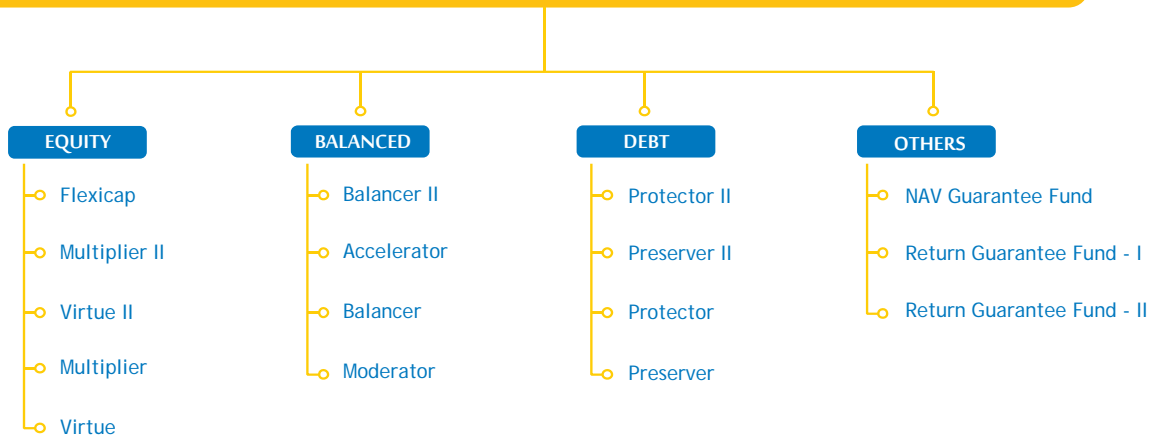 EQUITY
Flexicap
Multiplier II
Virtue II
Multiplier
Virtue
BALANCED
Balancer II
Accelerator
Balancer
Moderator
DEBT
Protector II
Preserver II
Protector
Preserver
OTHERS
NAV Guarantee Fund
Return Guarantee Fund - I
Return Guarantee Fund - II